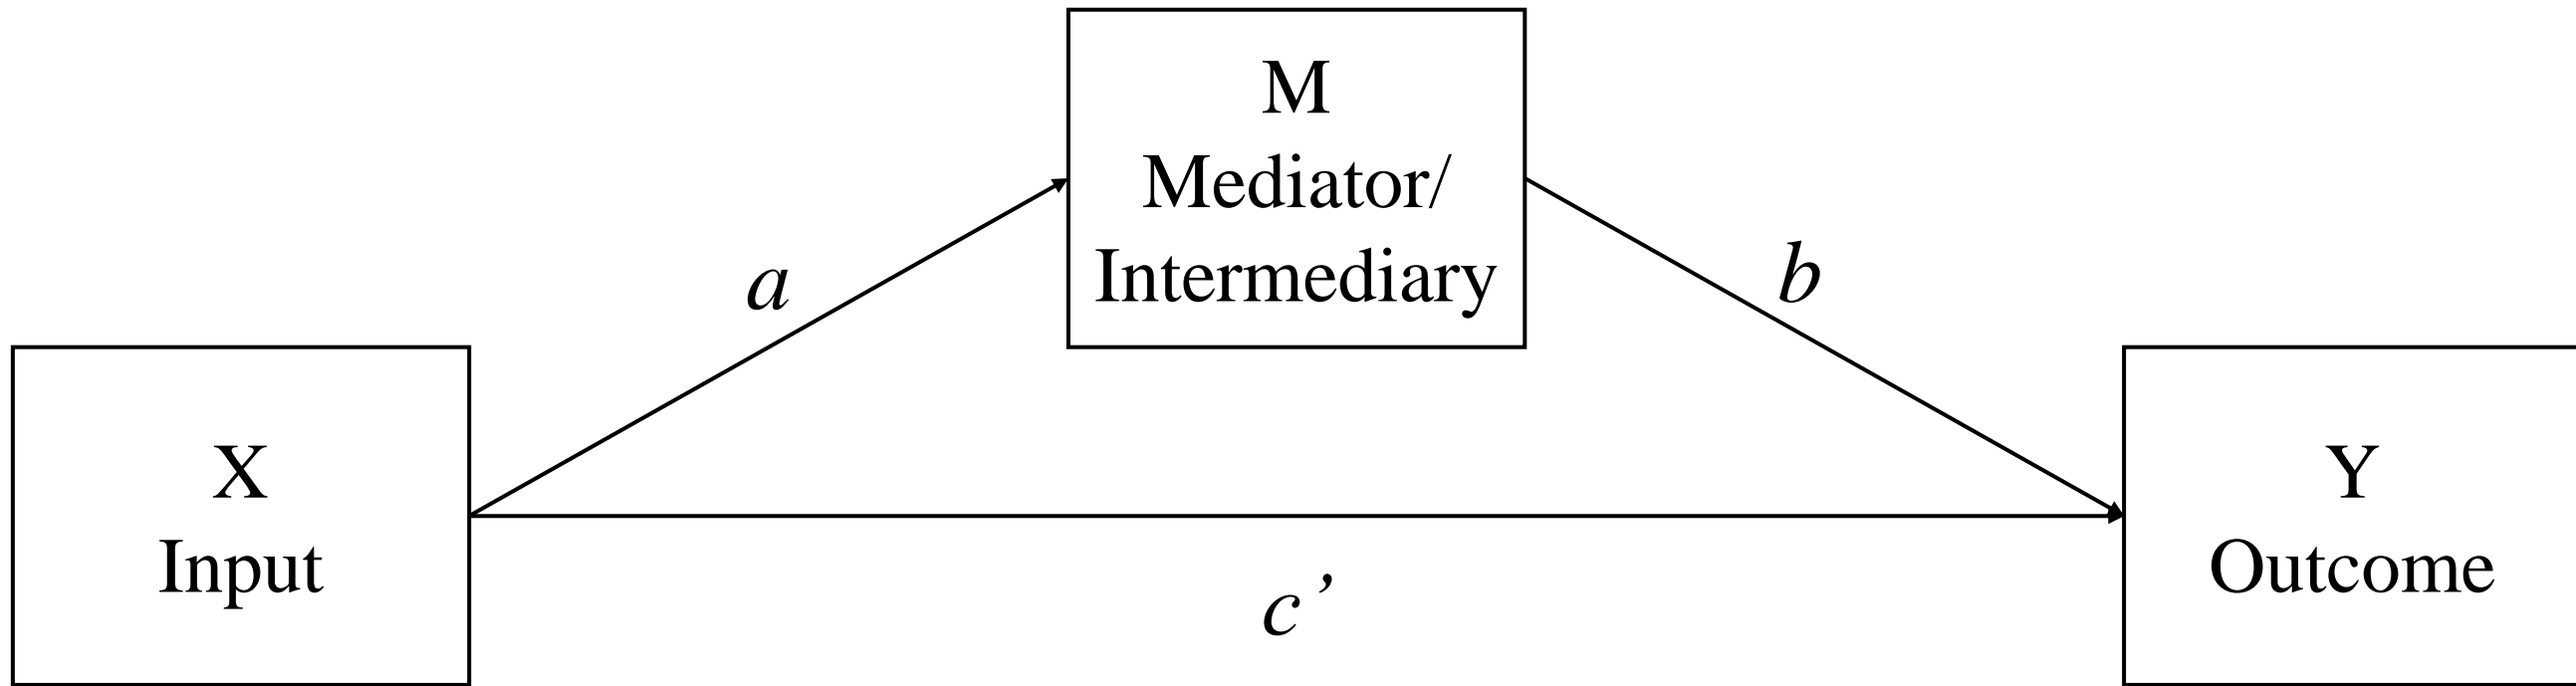 M
Mediator/
Intermediary
a
b
X
Input
Y
Outcome
c’